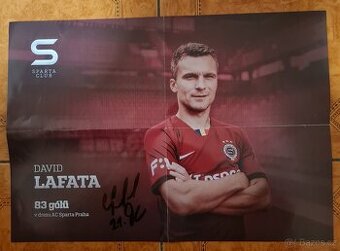 S
SPARTA
CLUB
DAVID
LAFATA
83 gólů
v dresu AC Sparta Praha